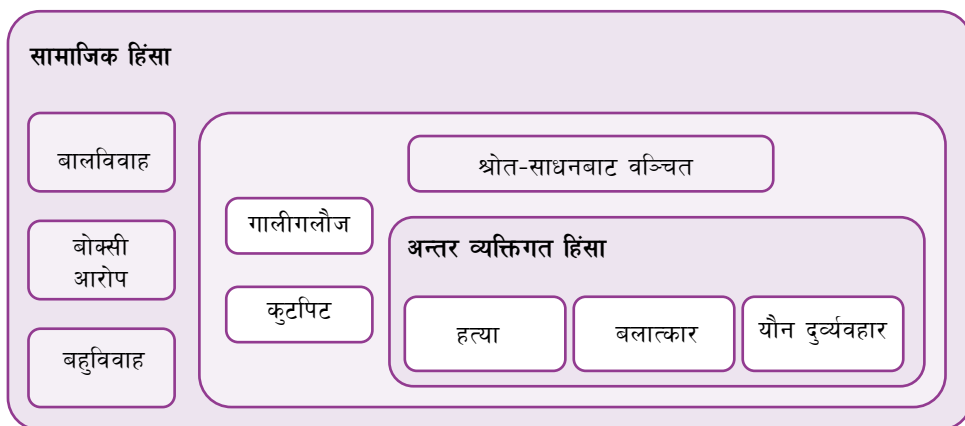 सामाजिक हिंसा
बालविवाह
श्रोत-साधनबाट वञ्चित
गालीगलौज
बोक्सी
आरोप
अन्तर व्यक्तिगत हिंसा
कुटपिट
हत्या
बलात्कार
यौन दुर्व्यवहार
बहुविवाह